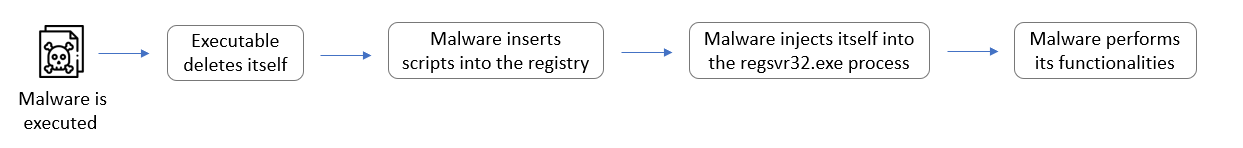 Malware is
executed
Executable
deletes itself
Malware inserts
scripts into the registry
Malware injects itself into
the regsvr32.exe process
Malware performs
its functionalities